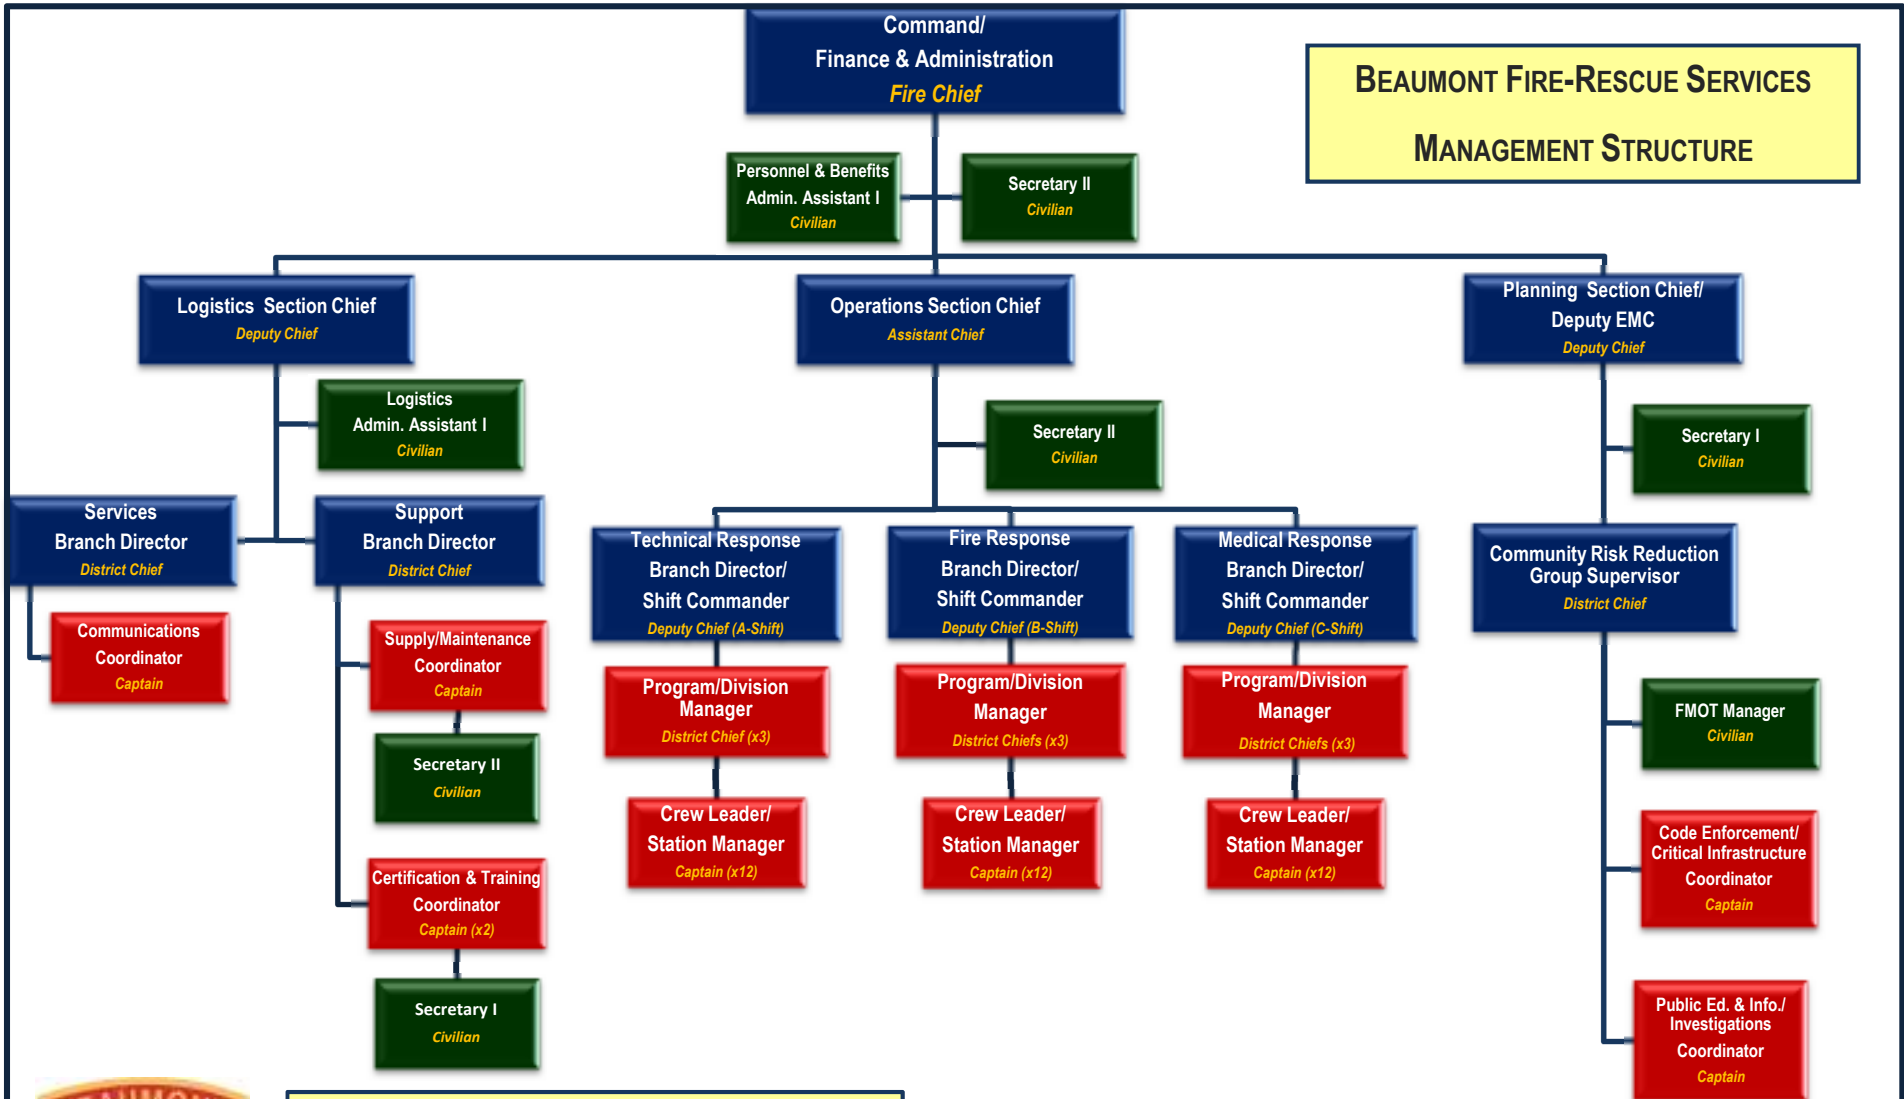 Command/
Finance & Administration
Fire Chief
BEAUMONT FIRE-RESCUE SERVICES
MANAGEMENT STRUCTURE
Personnel & Benefits
Admin. Assistant I
Civilian
Secretary II
Civilian
Logistics Section Chief
Deputy Chief
Operations Section Chief
Assistant Chief
Planning Section Chief/
Deputy EMC
Deputy Chief
Logistics
Admin. Assistant I
Civilian
Secretary II
Civilian
Secretary I
Civilian
Services
Branch Director
District Chief
Support
Branch Director
District Chief
Technical Response
Branch Director/
Shift Commander
Deputy Chief (A-Shift)
Fire Response
Branch Director/
Shift Commander
Deputy Chief (B-Shift)
Medical Response
Branch Director/
Shift Commander
Deputy Chief (C-Shift)
Community Risk Reduction
Group Supervisor
District Chief
Communications
Coordinator
Captain
Supply/Maintenance
Coordinator
Captain
Program/Division
Manager
District Chief (x3)
Program/Division
Manager
District Chiefs (x3)
Program/Division
Manager
District Chiefs (x3)
FMOT Manager
Civilian
Secretary II
Civilian
Crew Leader/
Station Manager
Captain (x12)
Crew Leader/
Station Manager
Captain (x12)
Crew Leader/
Station Manager
Captain (x12)
Code Enforcement/
Critical Infrastructure
Coordinator
Captain
Certification & Training
Coordinator
Captain (x2)
Secretary I
Civilian
Public Ed. & Info./
Investigations
Coordinator
Captain